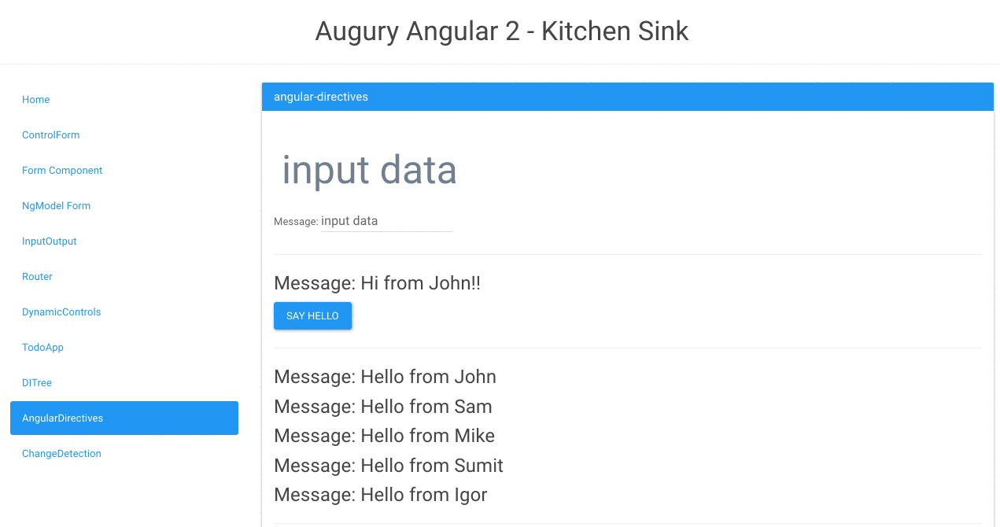 Augury Angular 2 - Kitchen Sink
Home
ControlForm
Form Component
NgModel Form
InputOutput
Router
DynamicControls
TodoApp
DITree
AngularDirectives
ChangeDetection
angular-directives
input data
Message: input data
Message: Hi from John!!
SAY HELLO
Message: Hello from John
Message: Hello from Sam
Message: Hello from Mike
Message: Hello from Sumit
Message: Hello from Igor